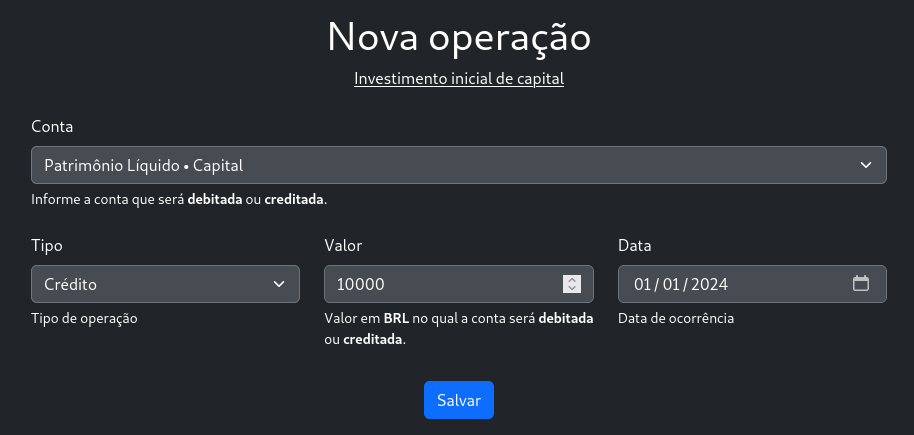 Nova operação
Investimento inicial de capital
Conta
Patrimônio Líquido • Capital
Informe a conta que será debitada ou creditada.
Tipo
Valor
Data
Crédito
10000
01 / 01 / 2024
Tipo de operação
Valor em BRL no qual a conta será debitada
ou creditada.
Data de ocorrência
Salvar